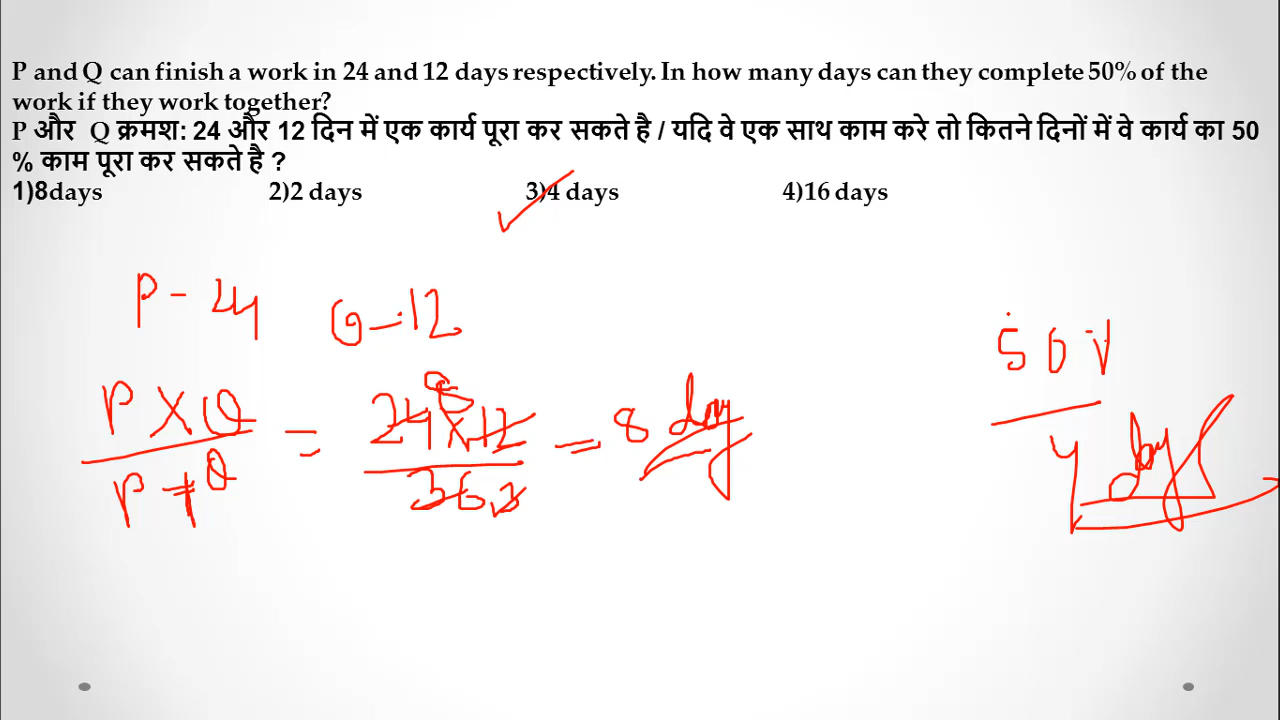 P and Q can finish a work in 24 and 12 days respectively. In how many days can they complete 50% of the
work if they work together?
P और Q क्रमश: 24 और 12 दिन में एक कार्य पूरा कर सकते है / यदि वे एक साथ काम करे तो कितने दिनों में वे कार्य का 50
% काम पूरा कर सकते है ?
1)8days 2)2 days 3)4 days 4)16 days
P - 24 Q - 12
P X Q = 24 8 X 12 = 8 day
P + Q 36 3
50
4 day